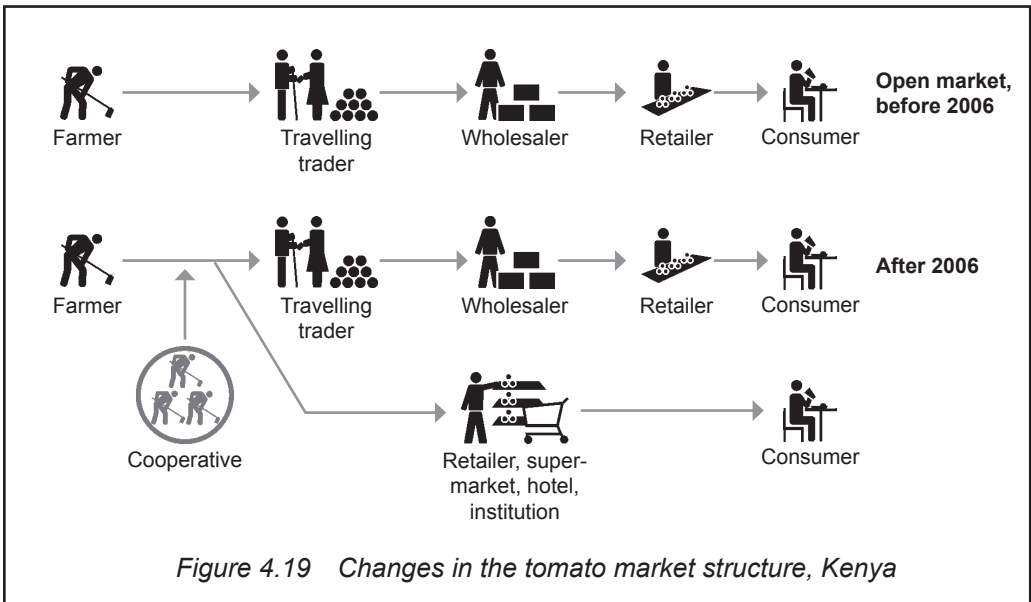 Open market,
before 2006
Farmer
Travelling
trader
Wholesaler
Retailer
Consumer
After 2006
Farmer
Travelling
trader
Wholesaler
Retailer
Consumer
Cooperative
Retailer, super-
market, hotel,
institution
Consumer
Figure 4.19 Changes in the tomato market structure, Kenya